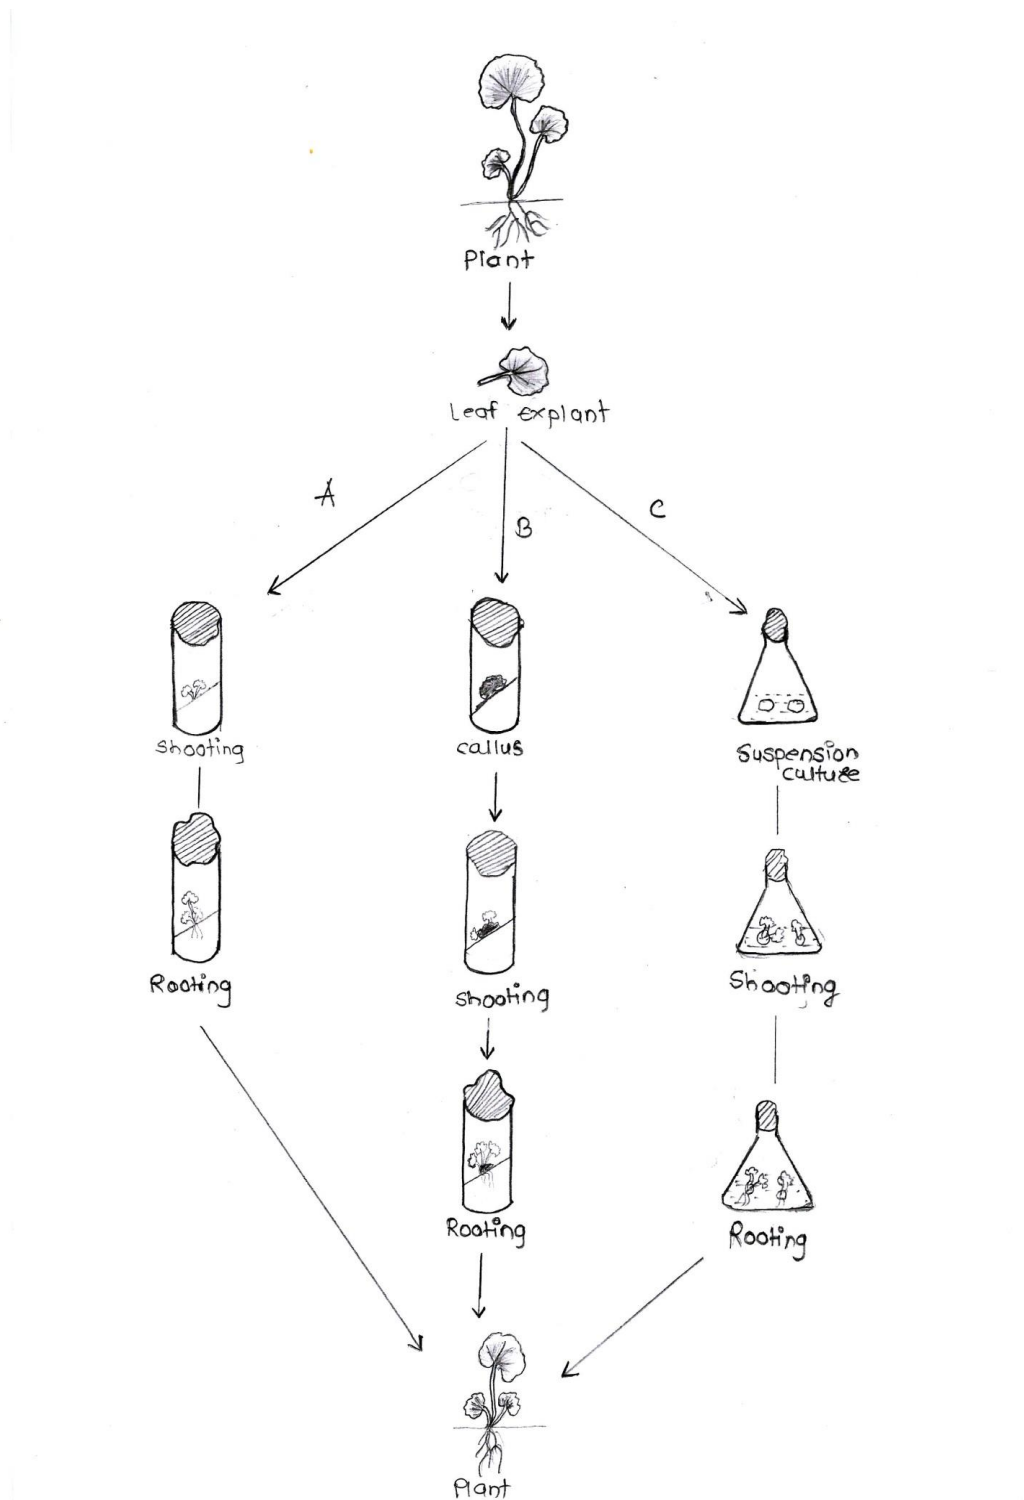 Plant
Leaf explant
A
B
C
Shooting
callus
Suspension
culture
Rooting
Shooting
Shooting
Rooting
Rooting
Plant